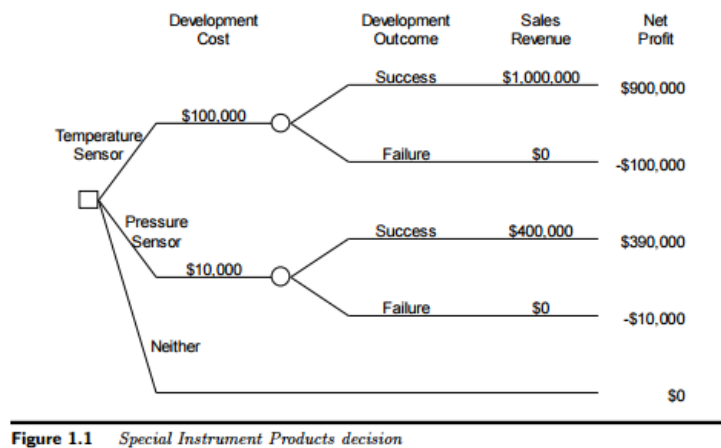 Development Cost
Development Outcome
Sales Revenue
Net Profit
Success
$1,000,000
$900,000
$100,000
Temperature
Sensor
Failure
$0
-$100,000
Pressure
Sensor
Success
$400,000
$390,000
$10,000
Failure
$0
-$10,000
Neither
$0
Figure 1.1 Special Instrument Products decision